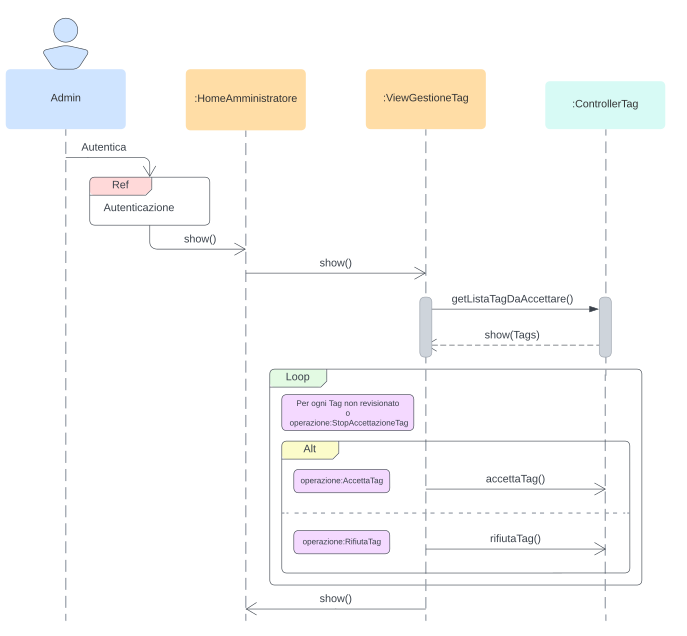 Admin
:HomeAmministratore
:ViewGestioneTag
:ControllerTag
Autentica
Ref
Autenticazione
show()
show()
getListaTagDaAccettare()
show(Tags)
Loop
Per ogni Tag non revisionato
o
operazione:StopAccettazioneTag
Alt
operazione:AccettaTag
accettaTag()
operazione:RifiutaTag
rifiutaTag()
show()